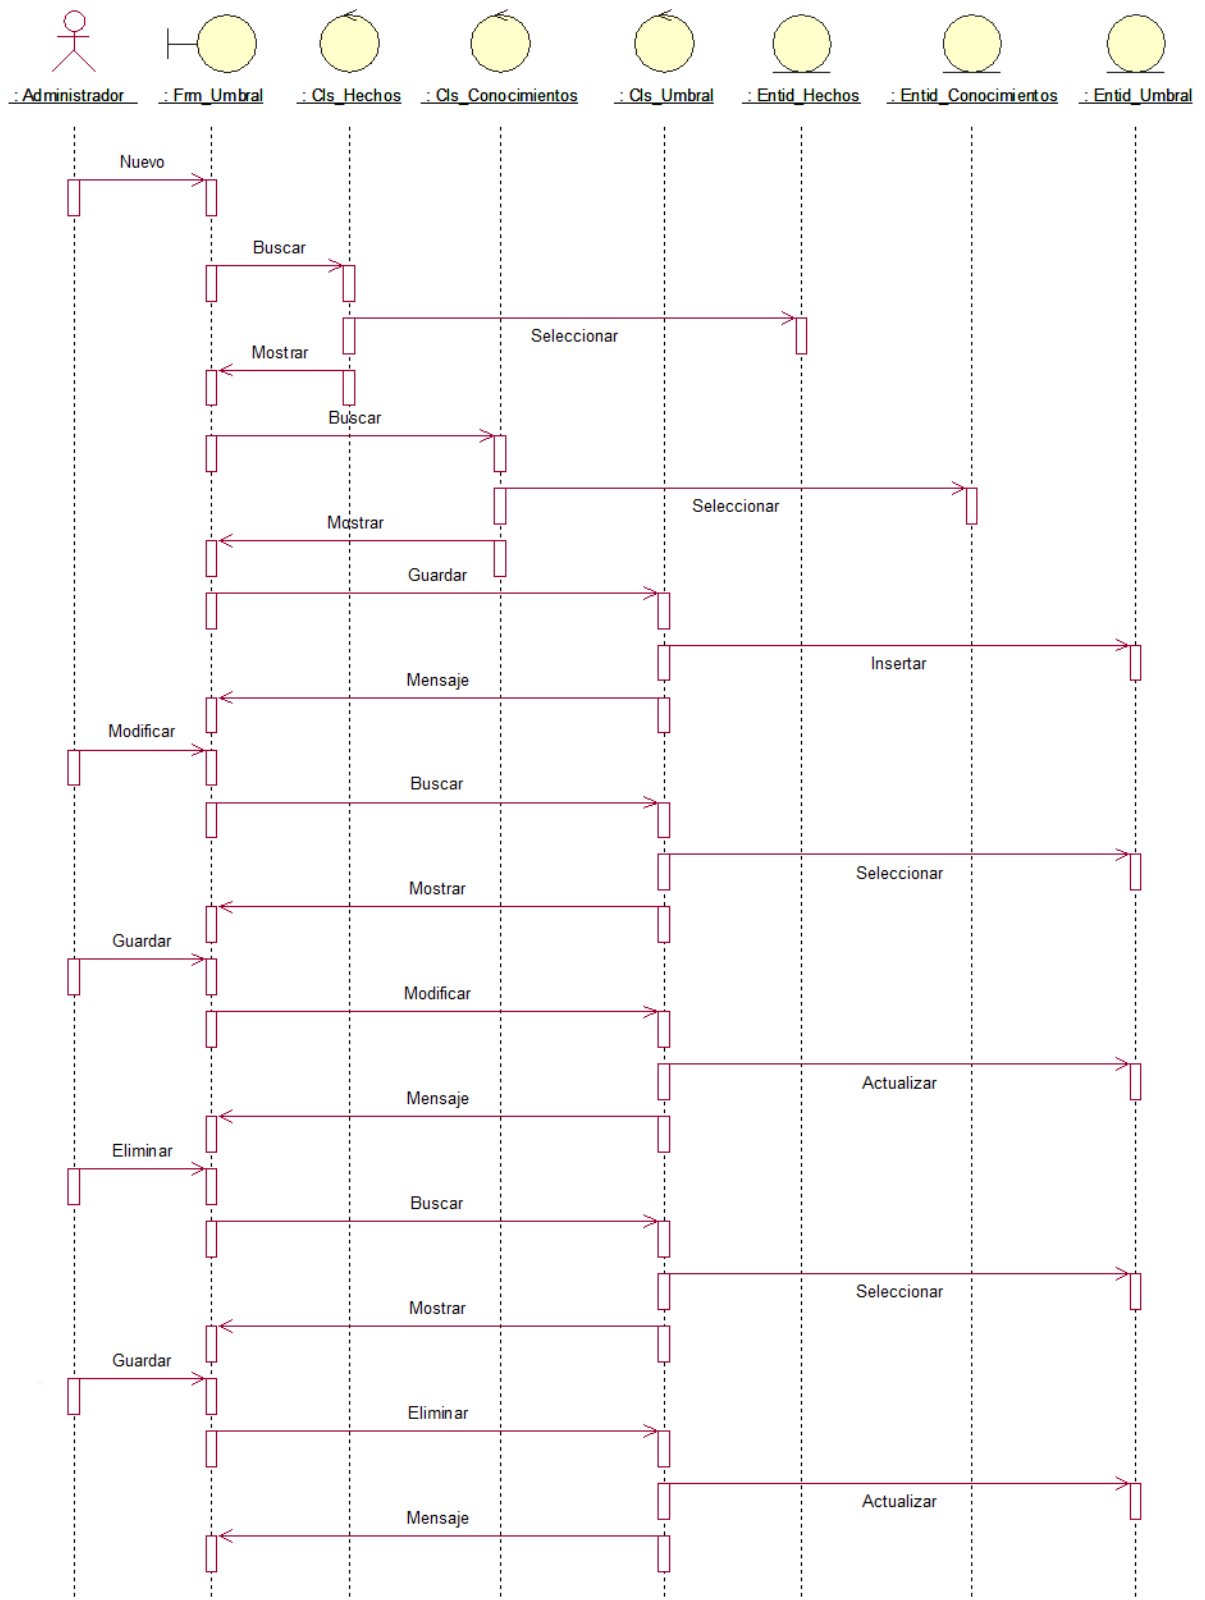 : Administrador
: Frm_Umbral
: Cls_Hechos
: Cls_Conocimientos
: Cls_Umbral
: Entid_Hechos
: Entid_Conocimientos
: Entid_Umbral
Nuevo
Buscar
Seleccionar
Mostrar
Buscar
Seleccionar
Mostrar
Guardar
Insertar
Mensaje
Modificar
Buscar
Seleccionar
Mostrar
Guardar
Modificar
Actualizar
Mensaje
Eliminar
Buscar
Seleccionar
Mostrar
Guardar
Eliminar
Actualizar
Mensaje